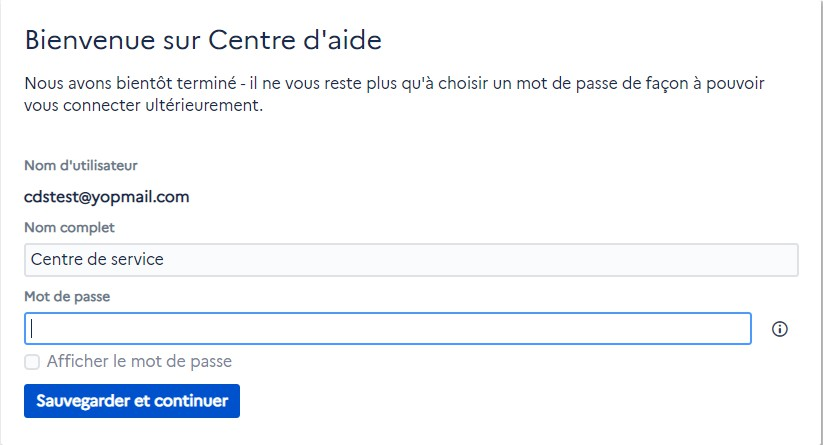 Bienvenue sur Centre d'aide
Nous avons bientôt terminé - il ne vous reste plus qu'à choisir un mot de passe de façon à pouvoir
vous connecter ultérieurement.
Nom d'utilisateur
cdstest@yopmail.com
Nom complet
Centre de service
Mot de passe
Afficher le mot de passe
Sauvegarder et continuer